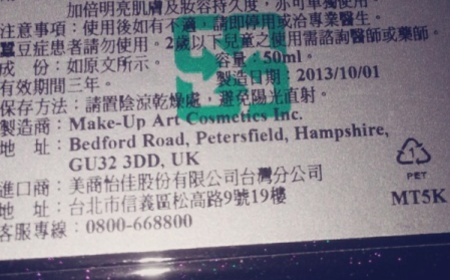 加倍明亮肌膚及妝容持久度，亦可單獨使用。
注意事項：使用後如有不適，請即停用或洽專業醫生。
蠶豆症患者請勿使用。2歲以下兒童之使用需諮詢醫師或藥師。
成　份：如原文所示。　　容量：50ml。
有效期間三年。　　製造日期：2013/10/01
保存方法：請置陰涼乾燥處，避免陽光直射。
製造商：Make-Up Art Cosmetics Inc.
地　址：Bedford Road, Petersfield, Hampshire,
GU32 3DD, UK
進口商：美商怡佳股份有限公司台灣分公司
地　址：台北市信義區松高路9號19樓
客服專線：0800-668800
1
PET
MT5K